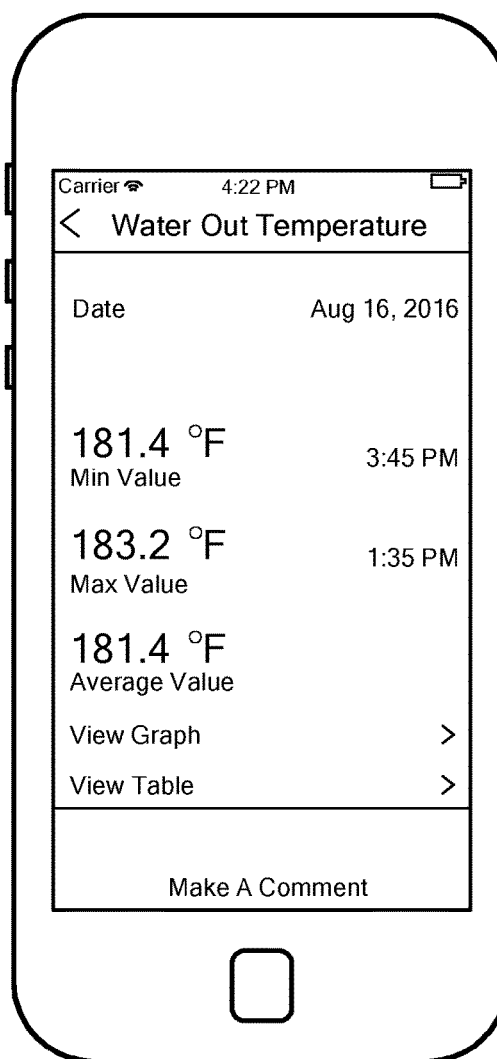 Carrier 4:22 PM
< Water Out Temperature
Date Aug 16, 2016
181.4 °F
Min Value 3:45 PM
183.2 °F
Max Value 1:35 PM
181.4 °F
Average Value
View Graph >
View Table >
Make A Comment